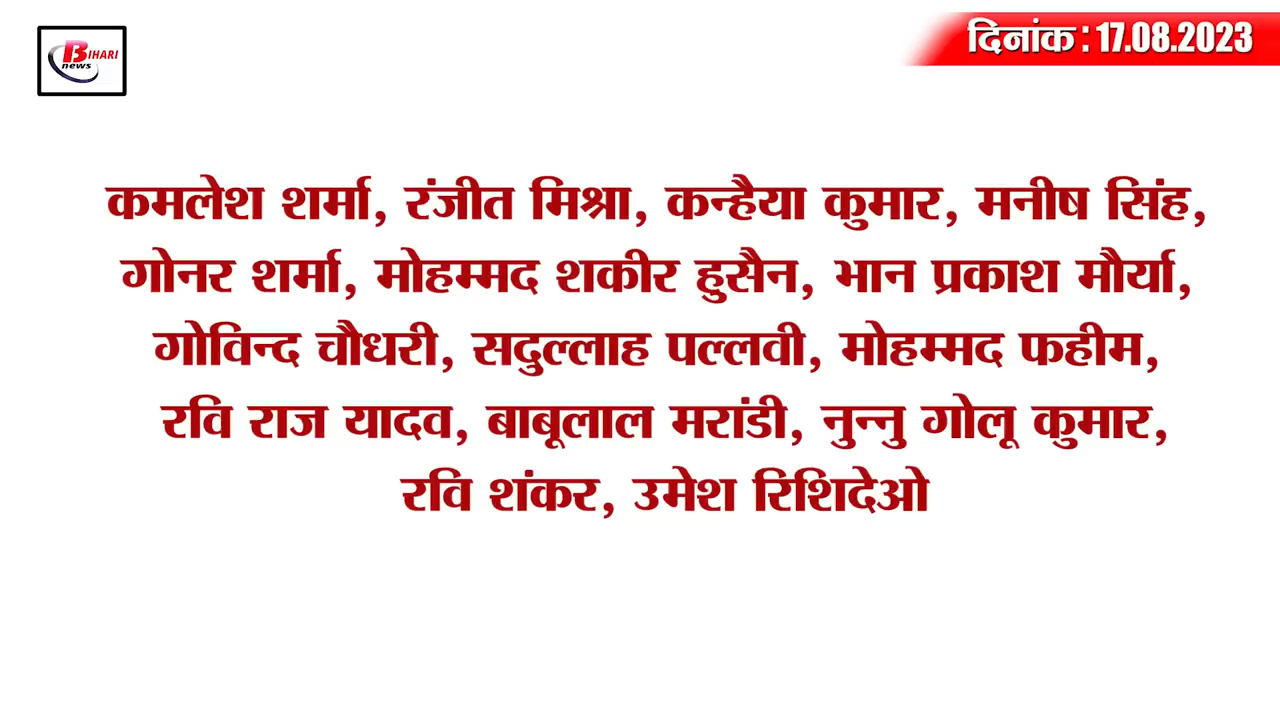 BIHARI
news
दिनांक : 17.08.2023
कमलेश शर्मा, रंजीत मिश्रा, कन्हैया कुमार, मनीष सिंह,
गोनर शर्मा, मोहम्मद शकीर हुसैन, भान प्रकाश मौर्या,
गोविन्द चौधरी, सदुल्लाह पल्लवी, मोहम्मद फहीम,
रवि राज यादव, बाबूलाल मरांडी, नुन्नु गोलू कुमार,
रवि शंकर, उमेश रिशिदेओ